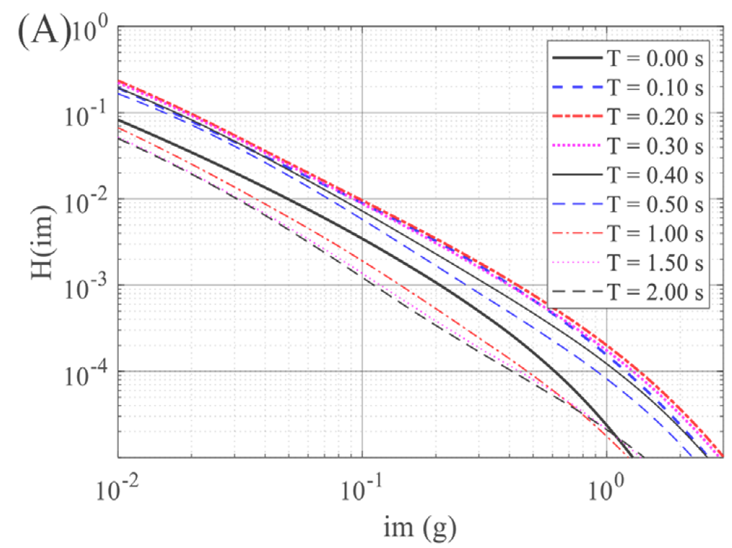 (A)
10^0
10^-1
10^-2
10^-3
10^-4
H(im)
T = 0.00 s
T = 0.10 s
T = 0.20 s
T = 0.30 s
T = 0.40 s
T = 0.50 s
T = 1.00 s
T = 1.50 s
T = 2.00 s
10^-2
10^-1
10^0
im (g)